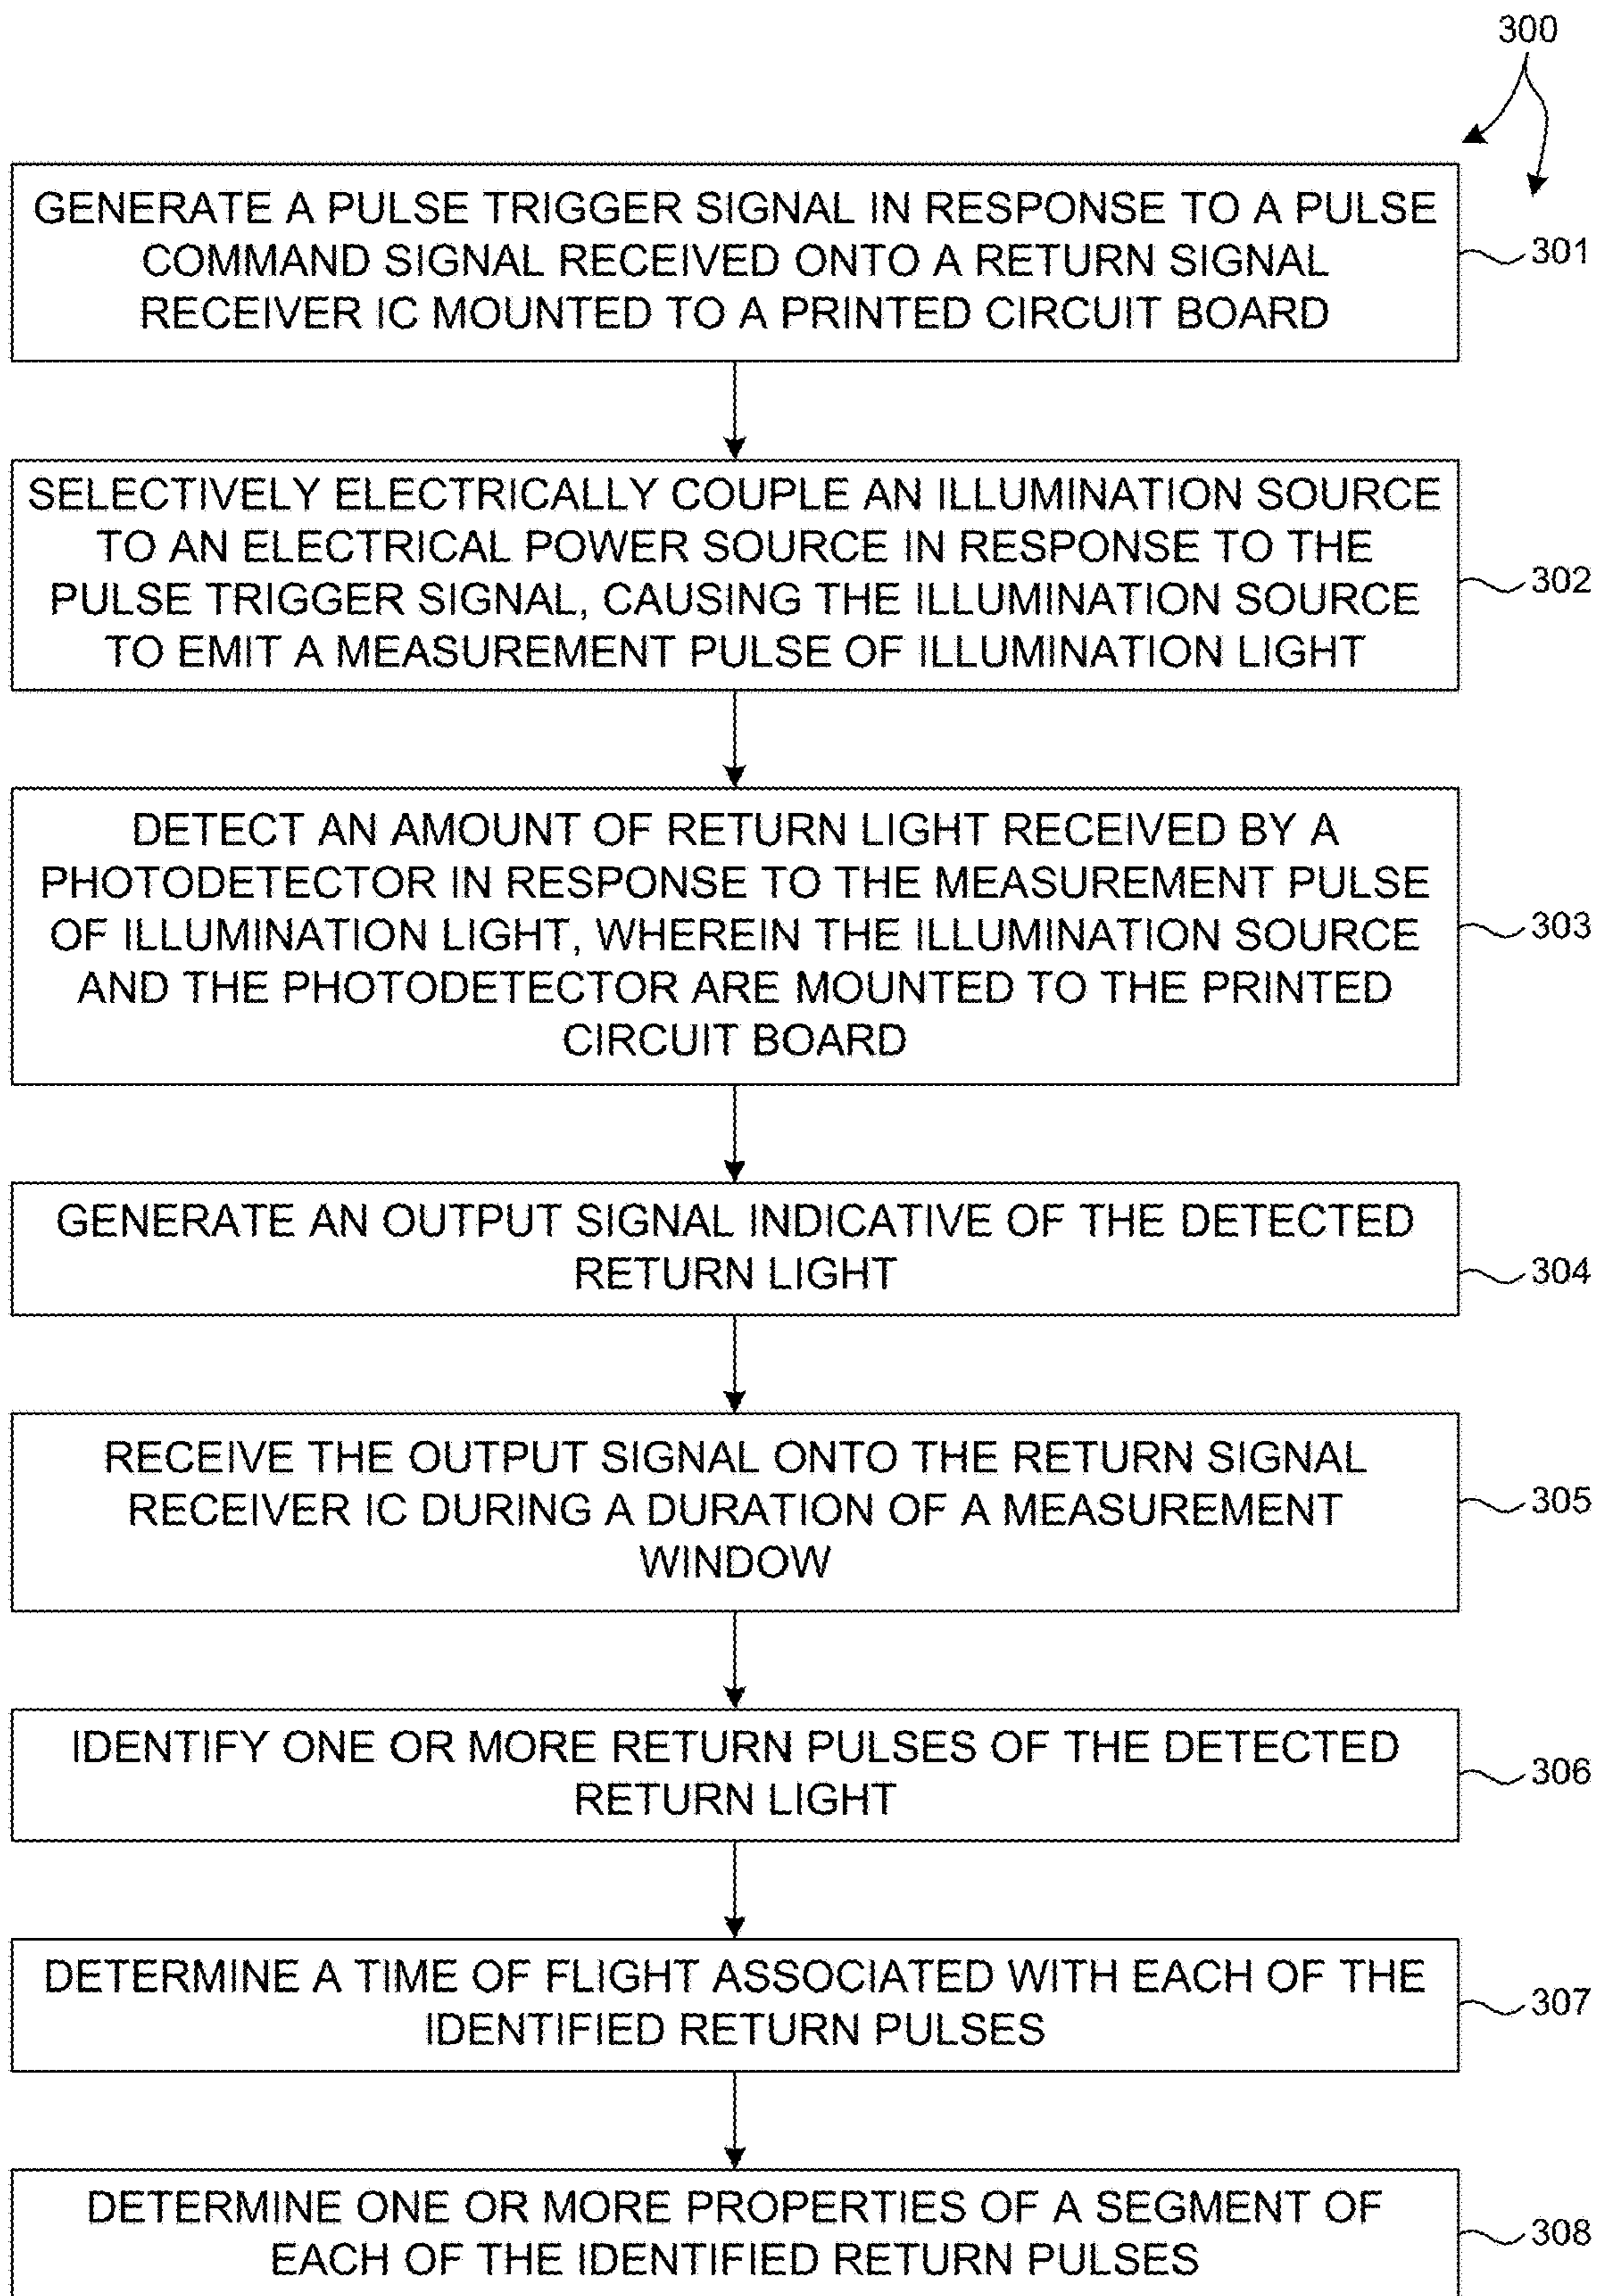 300
GENERATE A PULSE TRIGGER SIGNAL IN RESPONSE TO A PULSE
COMMAND SIGNAL RECEIVED ONTO A RETURN SIGNAL
RECEIVER IC MOUNTED TO A PRINTED CIRCUIT BOARD
301
SELECTIVELY ELECTRICALLY COUPLE AN ILLUMINATION SOURCE
TO AN ELECTRICAL POWER SOURCE IN RESPONSE TO THE
PULSE TRIGGER SIGNAL, CAUSING THE ILLUMINATION SOURCE
TO EMIT A MEASUREMENT PULSE OF ILLUMINATION LIGHT
302
DETECT AN AMOUNT OF RETURN LIGHT RECEIVED BY A
PHOTODETECTOR IN RESPONSE TO THE MEASUREMENT PULSE
OF ILLUMINATION LIGHT, WHEREIN THE ILLUMINATION SOURCE
AND THE PHOTODETECTOR ARE MOUNTED TO THE PRINTED
CIRCUIT BOARD
303
GENERATE AN OUTPUT SIGNAL INDICATIVE OF THE DETECTED
RETURN LIGHT
304
RECEIVE THE OUTPUT SIGNAL ONTO THE RETURN SIGNAL
RECEIVER IC DURING A DURATION OF A MEASUREMENT
WINDOW
305
IDENTIFY ONE OR MORE RETURN PULSES OF THE DETECTED
RETURN LIGHT
306
DETERMINE A TIME OF FLIGHT ASSOCIATED WITH EACH OF THE
IDENTIFIED RETURN PULSES
307
DETERMINE ONE OR MORE PROPERTIES OF A SEGMENT OF
EACH OF THE IDENTIFIED RETURN PULSES
308